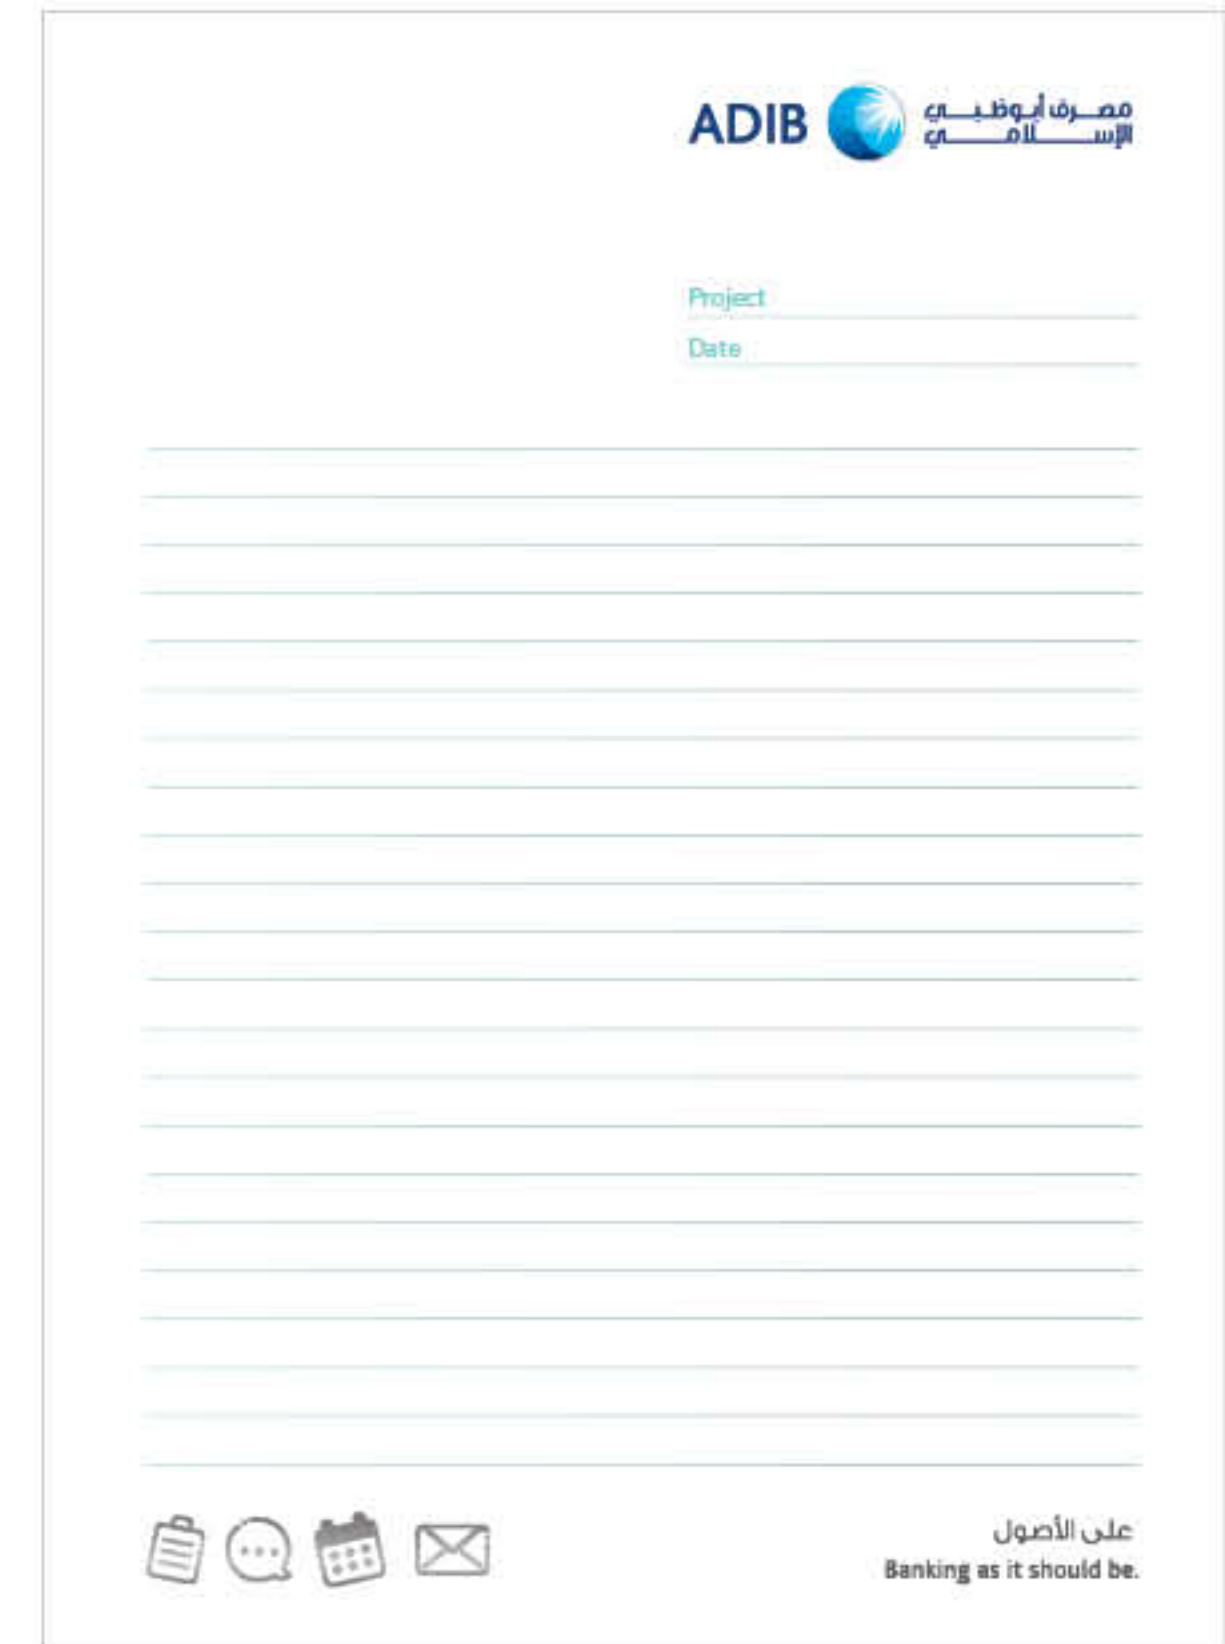 ADIB
مصرف أبوظبي
الإسلامي
Project
Date
على الأصول
Banking as it should be.